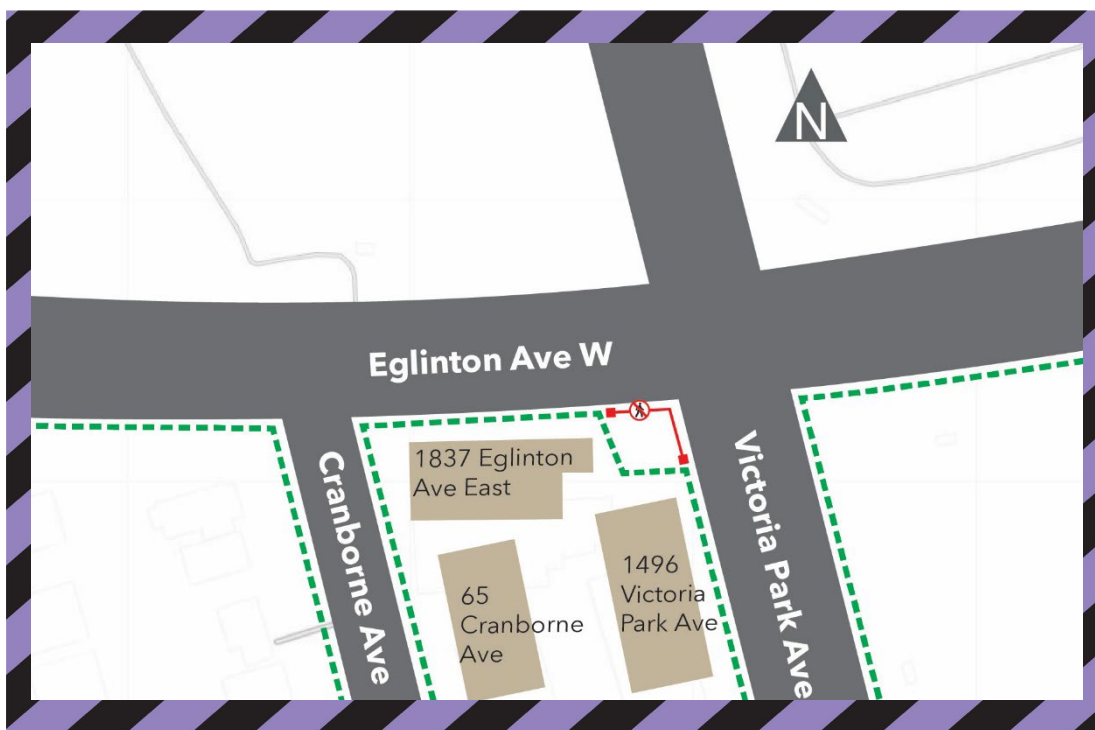 N
Eglinton Ave W
1837 Eglinton
Ave East
Cranborne Ave
Victoria Park Ave
65
Cranborne
Ave
1496
Victoria
Park Ave